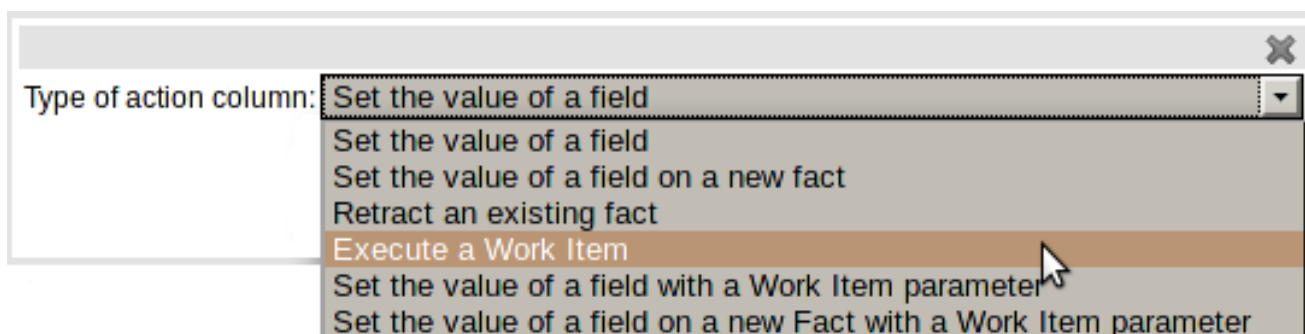 Type of action column: Set the value of a field
Set the value of a field
Set the value of a field on a new fact
Retract an existing fact
Execute a Work Item
Set the value of a field with a Work Item parameter
Set the value of a field on a new Fact with a Work Item parameter